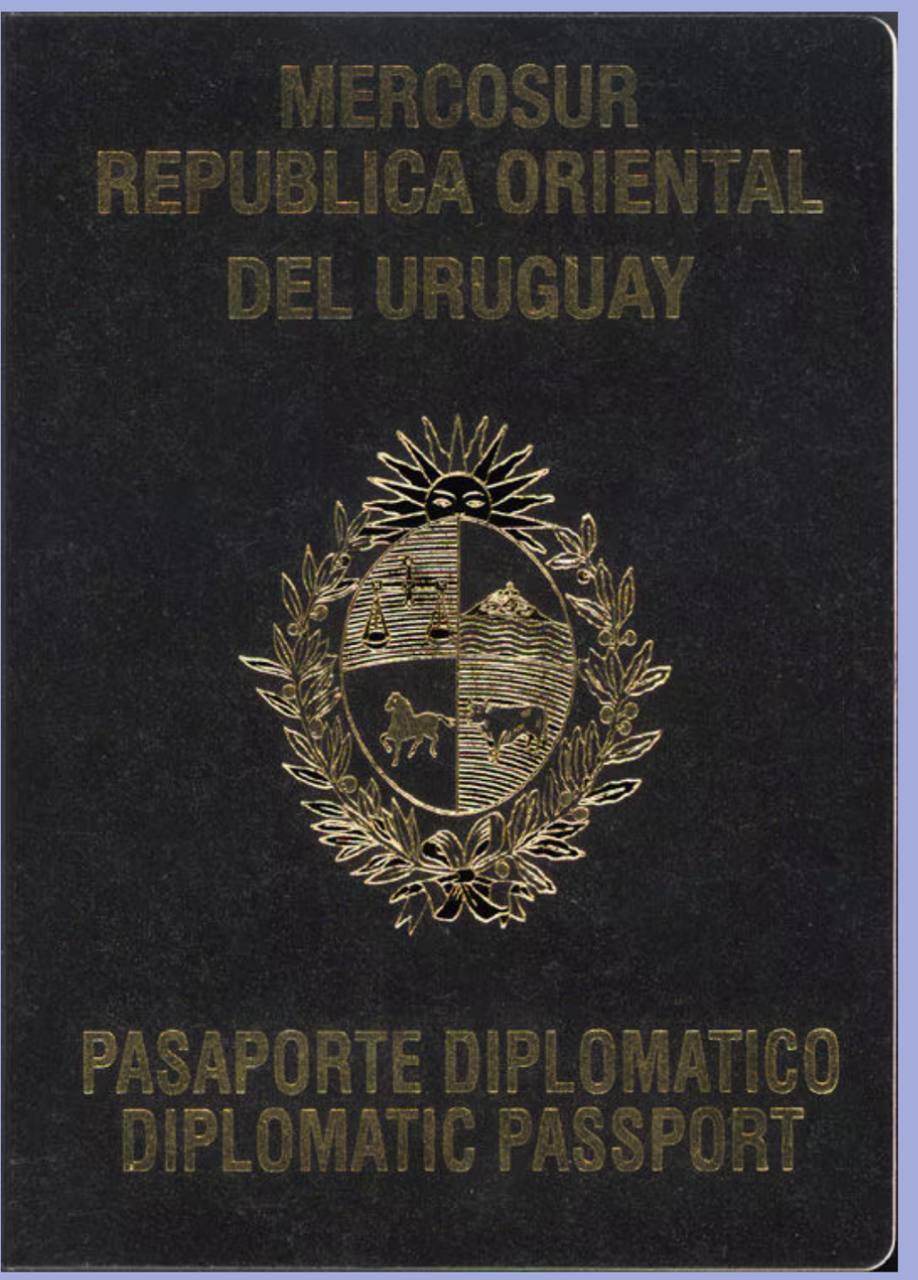 MERCOSUR
REPUBLICA ORIENTAL
DEL URUGUAY
PASAPORTE DIPLOMATICO
DIPLOMATIC PASSPORT